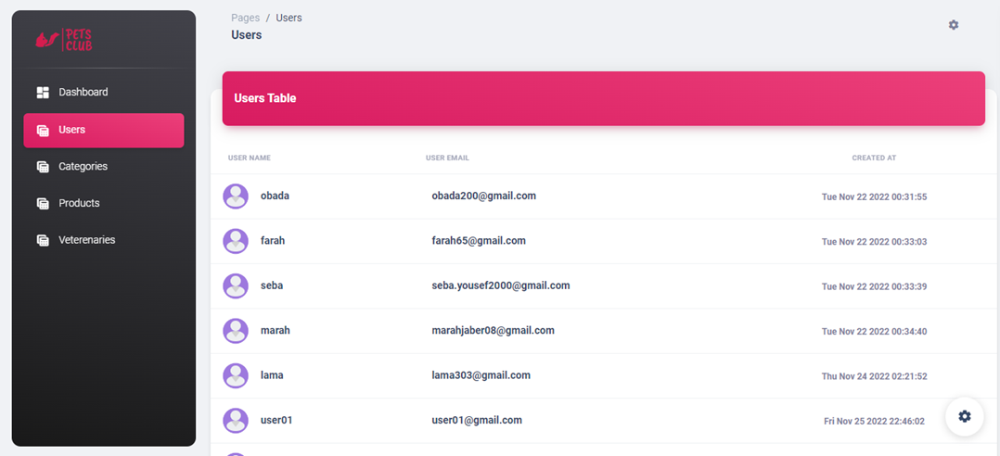 PETS
CLUB
Dashboard
Users
Categories
Products
Veterenaries
Pages / Users
Users
Users Table
USER NAME USER EMAIL CREATED AT
obada obada200@gmail.com Tue Nov 22 2022 00:31:55
farah farah65@gmail.com Tue Nov 22 2022 00:33:03
seba seba.yousef2000@gmail.com Tue Nov 22 2022 00:33:39
marah marahjaber08@gmail.com Tue Nov 22 2022 00:34:40
lama lama303@gmail.com Thu Nov 24 2022 02:21:52
user01 user01@gmail.com Fri Nov 25 2022 22:46:02